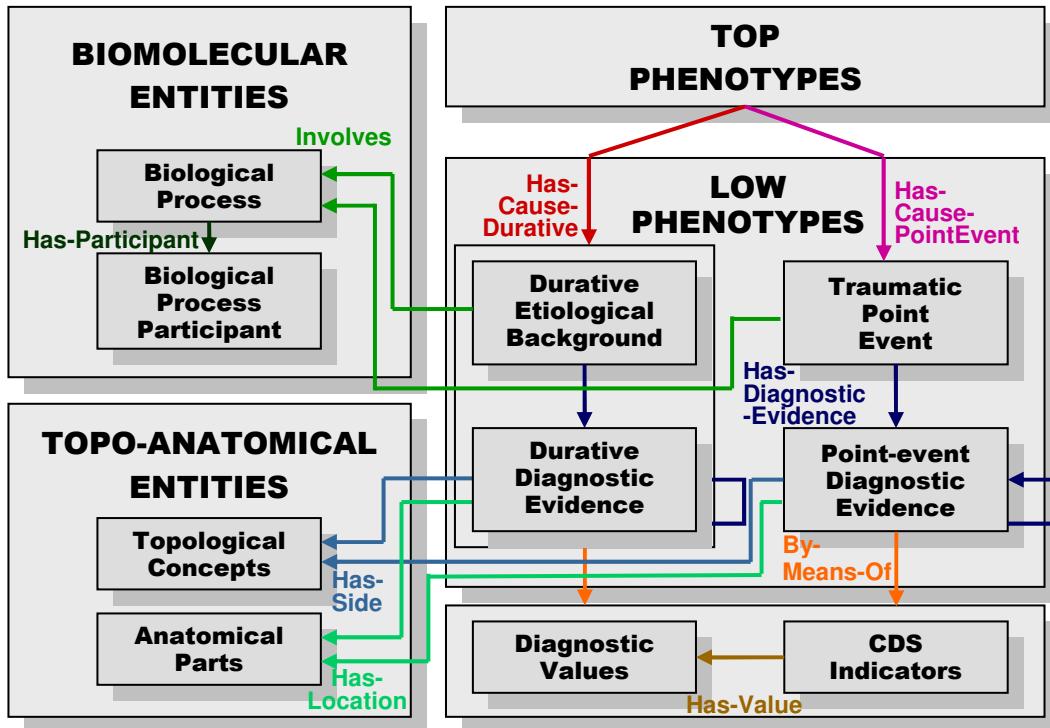 BIOMOLECULAR
ENTITIES
Involves
Biological
Process
Has-Participant
Biological
Process
Participant
TOP
PHENOTYPES
LOW
PHENOTYPES
Has-
Cause-
Durative
Has-
Cause-
PointEvent
Durative
Etiological
Background
Traumatic
Point
Event
Has-
Diagnostic
-Evidence
Durative
Diagnostic
Evidence
Point-event
Diagnostic
Evidence
TOPO-ANATOMICAL
ENTITIES
Topological
Concepts
Has-
Side
Anatomical
Parts
Has-
Location
By-
Means-Of
Diagnostic
Values
CDS
Indicators
Has-Value